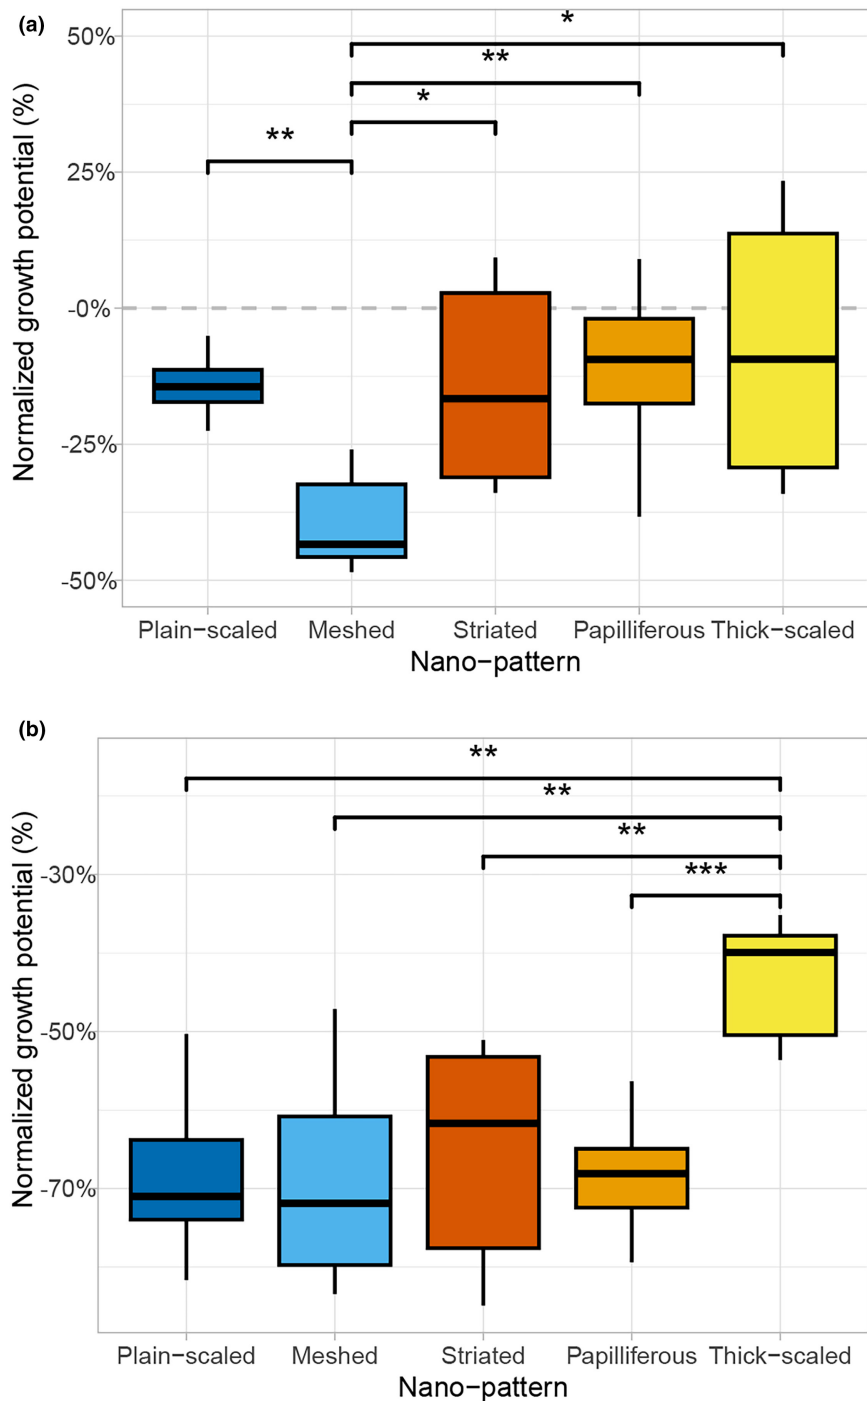 (a)
Normalized growth potential (%)
50%
25%
-0%
-25%
-50%
*
**
*
**
Plain−scaled Meshed Striated Papilliferous Thick−scaled
Nano−pattern
(b)
Normalized growth potential (%)
-30%
-50%
-70%
**
**
**
***
Plain−scaled Meshed Striated Papilliferous Thick−scaled
Nano−pattern